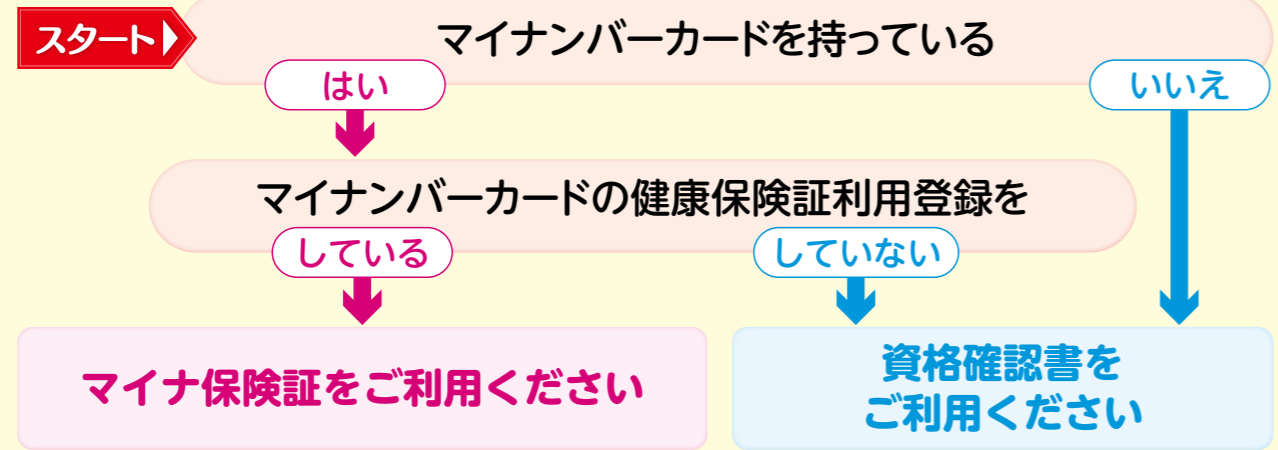 スタート
マイナンバーカードを持っている
はい
いいえ
マイナンバーカードの健康保険証利用登録を
している
していない
マイナ保険証をご利用ください
資格確認書を
ご利用ください